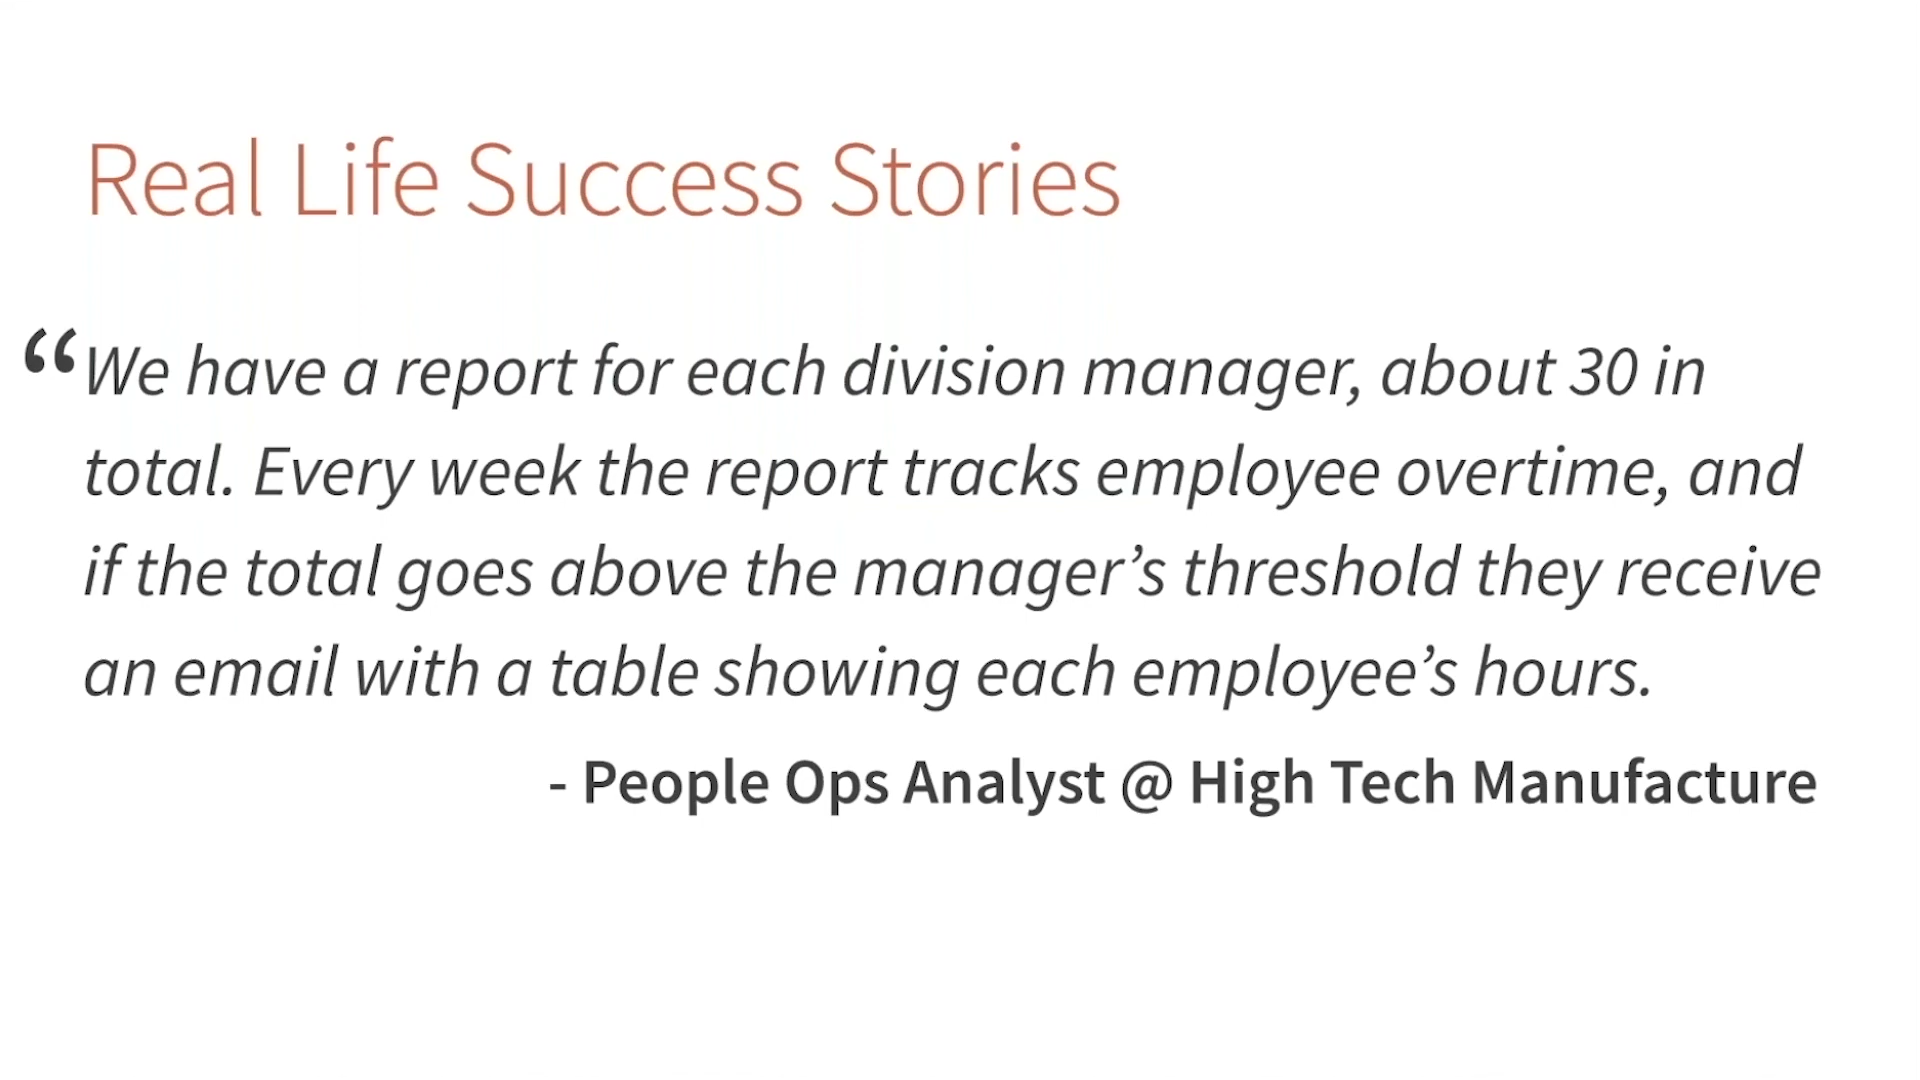 Real Life Success Stories
“We have a report for each division manager, about 30 in
total. Every week the report tracks employee overtime, and
if the total goes above the manager’s threshold they receive
an email with a table showing each employee’s hours.
- People Ops Analyst @ High Tech Manufacture